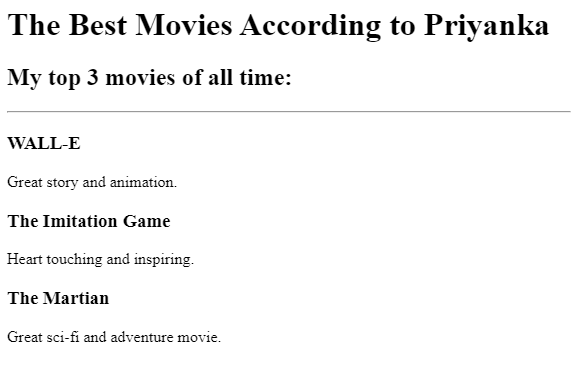 The Best Movies According to Priyanka
My top 3 movies of all time:
WALL-E
Great story and animation.
The Imitation Game
Heart touching and inspiring.
The Martian
Great sci-fi and adventure movie.